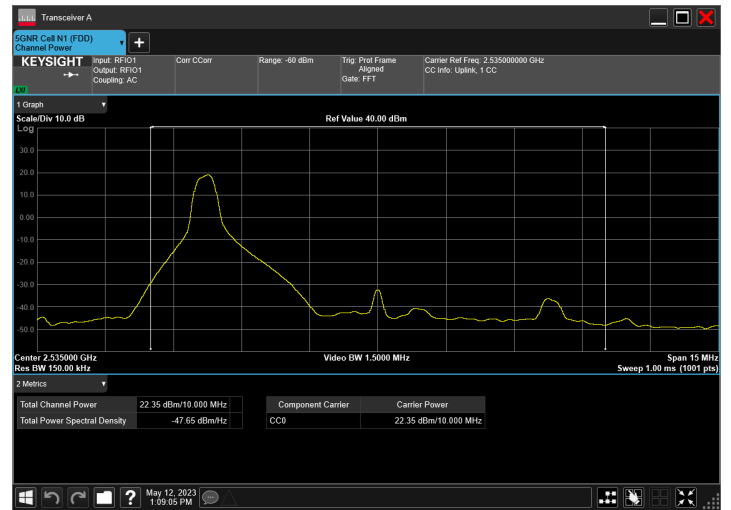 Transceiver A
5GNR Cell N1 (FDD)
Channel Power
KEYSIGHT
LXI
Input: RFIO1
Output: RFIO1
Coupling: AC
Corr CCorr
Range: -60 dBm
Trig: Prot Frame
Aligned
Gate: FFT
Carrier Ref Freq: 2.535000000 GHz
CC Info: Uplink, 1 CC
1 Graph
Scale/Div 10.0 dB
Ref Value 40.00 dBm
Log
30.0
20.0
10.0
0.00
-10.0
-20.0
-30.0
-40.0
-50.0
Center 2.535000 GHz
Video BW 1.5000 MHz
Span 15 MHz
Res BW 150.00 kHz
Sweep 1.00 ms (1001 pts)
2 Metrics
Total Channel Power 22.35 dBm/10.000 MHz
Total Power Spectral Density -47.65 dBm/Hz
Component Carrier Carrier Power
CC0 22.35 dBm/10.000 MHz
?
May 12, 2023
1:09:05 PM